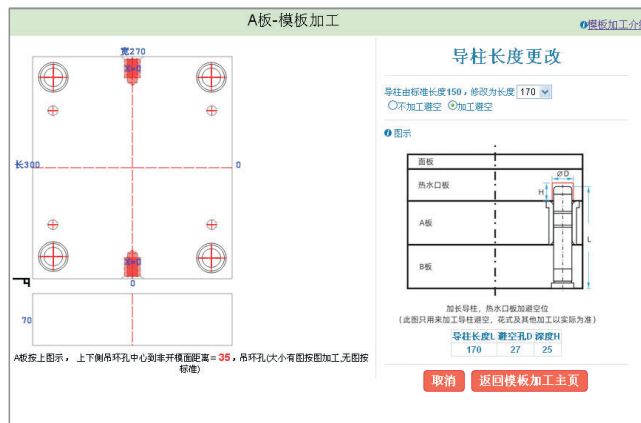 A板-模板加工
模板加工介绍
宽270
X=0
长300
0
X=0
0
70
A板按上图示， 上下侧吊环孔中心到非开模面距离= 35，吊环孔(大小有图按图加工,无图按
标准)
导柱长度更改
导柱由标准长度150，修改为长度 170
不加工避空 加工避空
图示
面板
ØD
热水口板
H
A板
L
B板
加长导柱，热水口板加避空位
(此图只用来加工导柱避空，花式及其他加工以实际为准)
导柱长度L 避空孔D 深度H
170 27 25
取消 返回模板加工主页